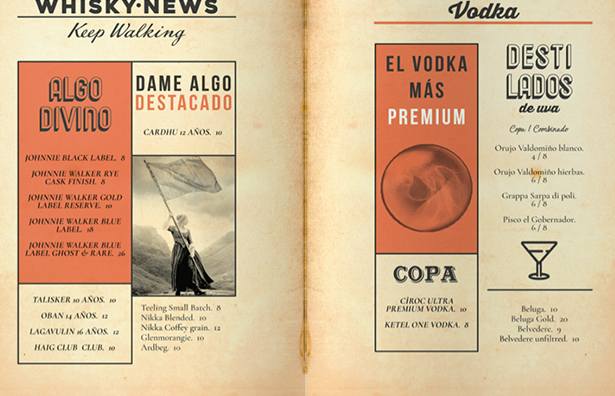 WHISKY·NEWS
Keep Walking
ALGO
DIVINO
JOHNNIE BLACK LABEL. 8
JOHNNIE WALKER RYE
CASK FINISH. 8
JOHNNIE WALKER GOLD
LABEL RESERVE. 10
JOHNNIE WALKER BLUE
LABEL. 18
JOHNNIE WALKER BLUE
LABEL GHOST & RARE. 26
TALISKER 10 AÑOS. 10
OBAN 14 AÑOS. 12
LAGAVULIN 16 AÑOS. 12
HAIG CLUB CLUB. 10
DAME ALGO
DESTACADO
CARDHU 12 AÑOS. 10
Teeling Small Batch. 8
Nikka Blended. 10
Nikka Coffey grain. 12
Glenmorangie. 10
Ardbeg. 10
Vodka
EL VODKA
MÁS
PREMIUM
COPA
CÎROC ULTRA
PREMIUM VODKA. 10
KETEL ONE VODKA. 8
DESTI
LADOS
de uva
Copa / Combinado
Orujo Valdomiño blanco.
4 / 8
Orujo Valdomiño hierbas.
6 / 8
Grappa Sarpa di poli.
6 / 8
Pisco el Gobernador.
6 / 8
Beluga. 10
Beluga Gold. 20
Belvedere. 9
Belvedere unfiltred. 10